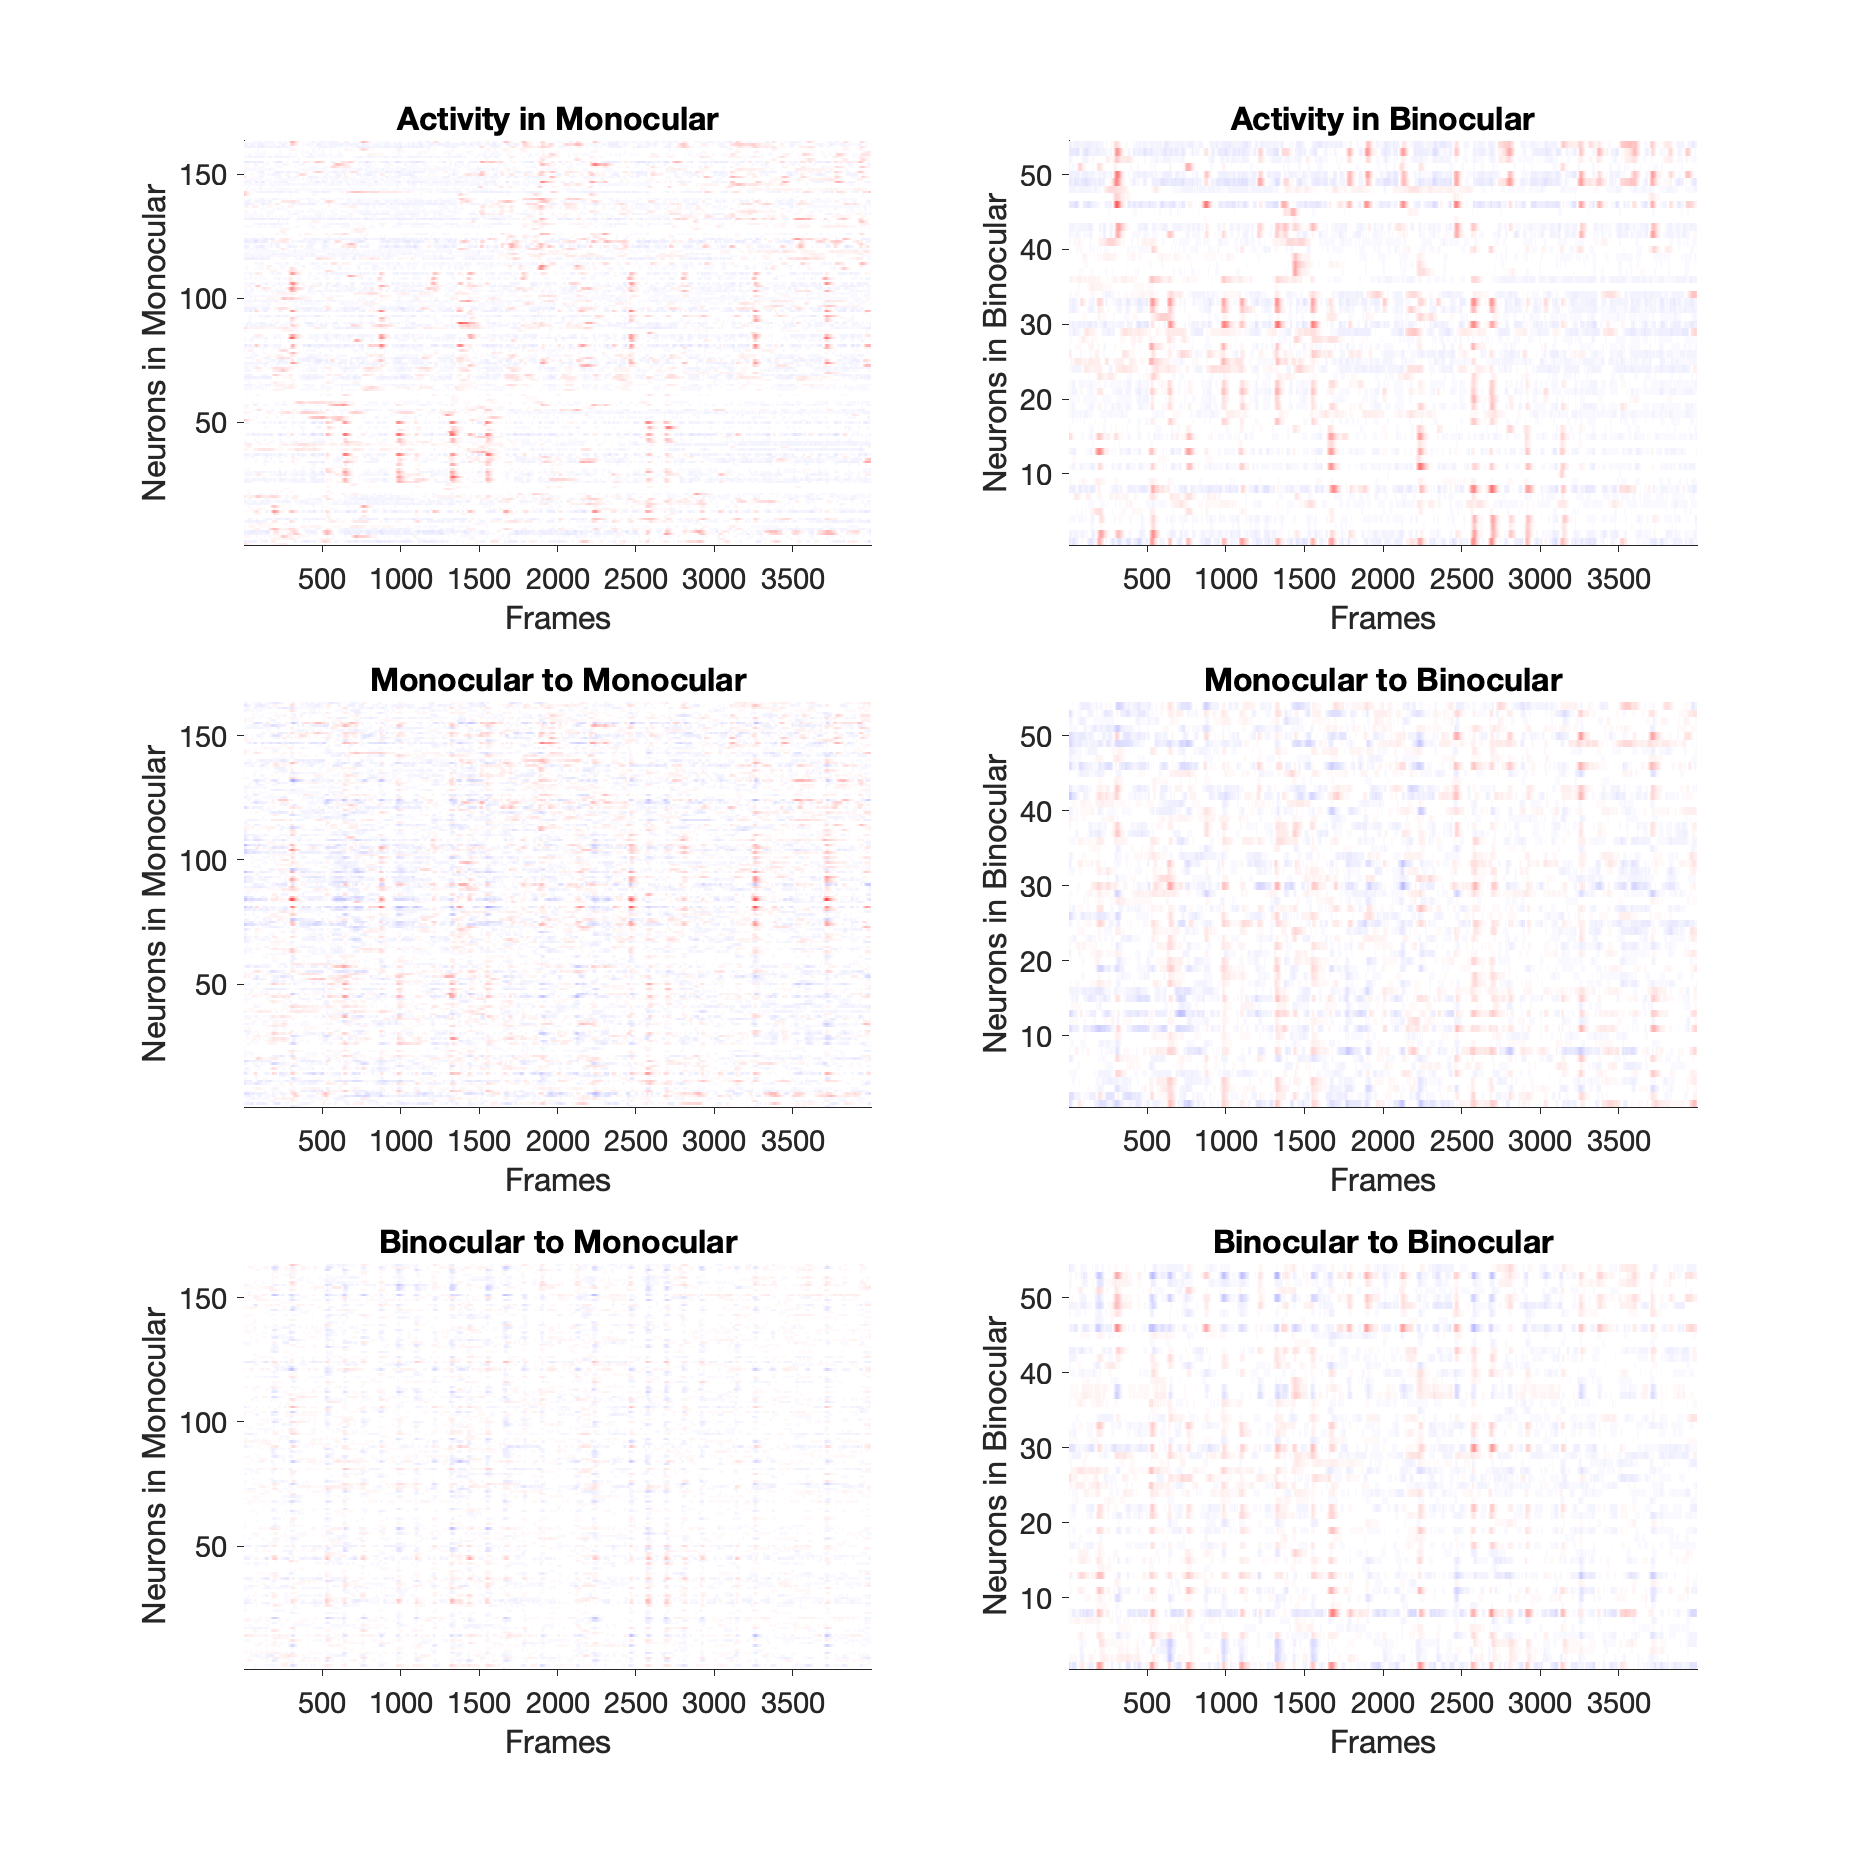 Activity in Monocular
Neurons in Monocular
150
100
50
500 1000 1500 2000 2500 3000 3500
Frames
Activity in Binocular
Neurons in Binocular
50
40
30
20
10
500 1000 1500 2000 2500 3000 3500
Frames
Monocular to Monocular
Neurons in Monocular
150
100
50
500 1000 1500 2000 2500 3000 3500
Frames
Monocular to Binocular
Neurons in Binocular
50
40
30
20
10
500 1000 1500 2000 2500 3000 3500
Frames
Binocular to Monocular
Neurons in Monocular
150
100
50
500 1000 1500 2000 2500 3000 3500
Frames
Binocular to Binocular
Neurons in Binocular
50
40
30
20
10
500 1000 1500 2000 2500 3000 3500
Frames